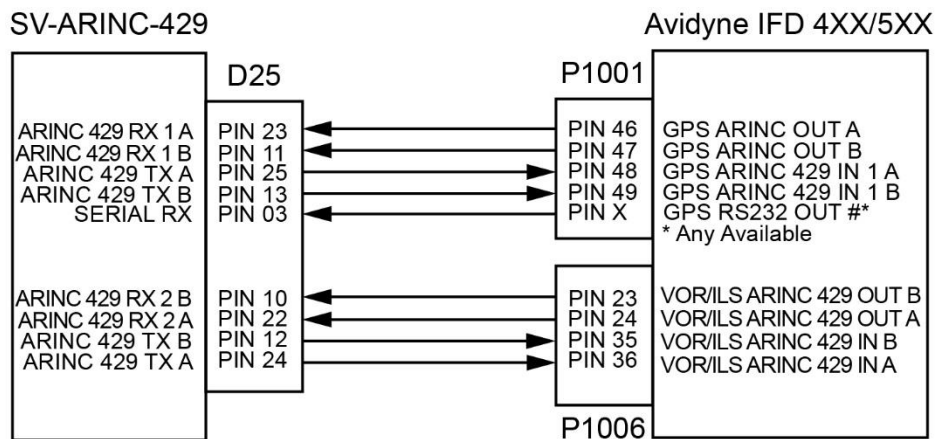 SV-ARINC-429
Avidyne IFD 4XX/5XX
D25
P1001
ARINC 429 RX 1 A PIN 23 PIN 46 GPS ARINC OUT A
ARINC 429 RX 1 B PIN 11 PIN 47 GPS ARINC OUT B
ARINC 429 TX A PIN 25 PIN 48 GPS ARINC 429 IN 1 A
ARINC 429 TX B PIN 13 PIN 49 GPS ARINC 429 IN 1 B
SERIAL RX PIN 03 PIN X GPS RS232 OUT #*
* Any Available
ARINC 429 RX 2 B PIN 10 PIN 23 VOR/ILS ARINC 429 OUT B
ARINC 429 RX 2 A PIN 22 PIN 24 VOR/ILS ARINC 429 OUT A
ARINC 429 TX B PIN 12 PIN 35 VOR/ILS ARINC 429 IN B
ARINC 429 TX A PIN 24 PIN 36 VOR/ILS ARINC 429 IN A
P1006